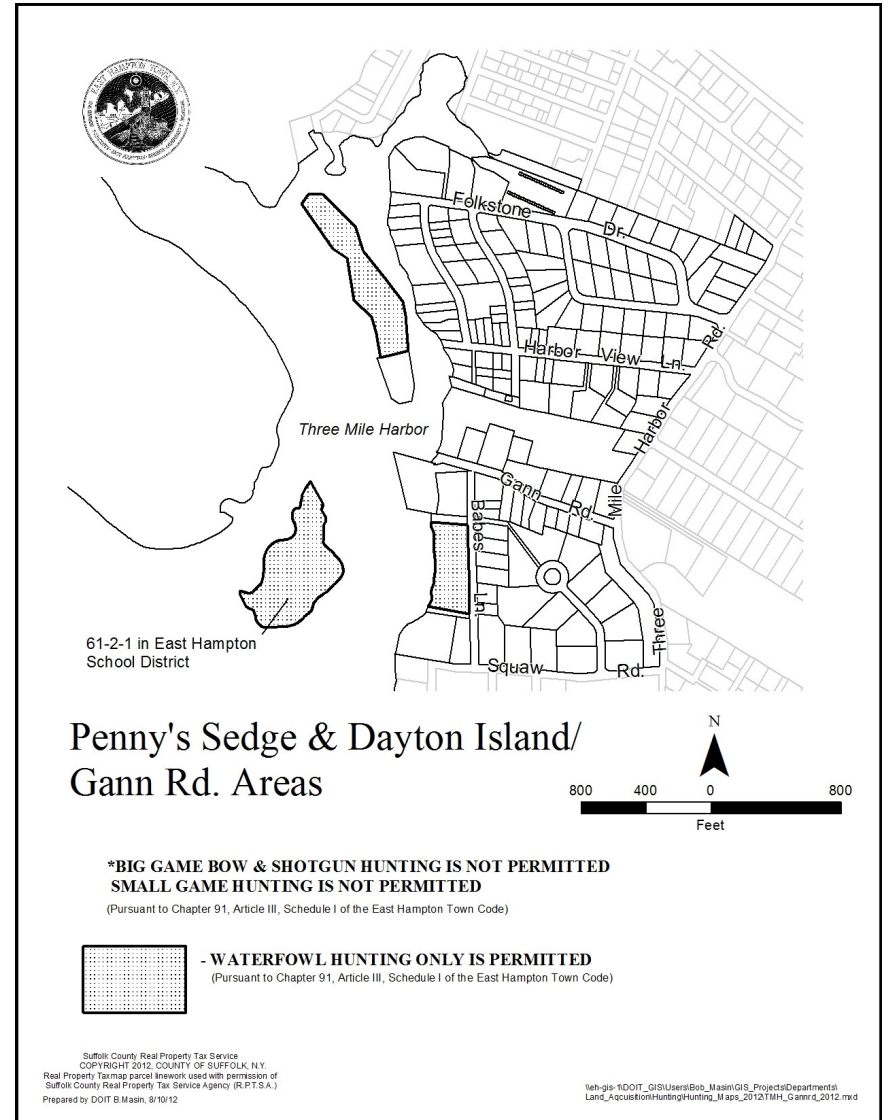 EAST HAMPTON TOWN, N.Y.
Folkstone Dr.
Harbor View Ln.
Three Mile Harbor Rd.
Three Mile Harbor
Gann Rd.
Babes Ln.
61-2-1 in East Hampton
School District
Squaw Rd.
Penny's Sedge & Dayton Island/
Gann Rd. Areas
N
800 400 0 800
Feet
*BIG GAME BOW & SHOTGUN HUNTING IS NOT PERMITTED
SMALL GAME HUNTING IS NOT PERMITTED
(Pursuant to Chapter 91, Article III, Schedule I of the East Hampton Town Code)
- WATERFOWL HUNTING ONLY IS PERMITTED
(Pursuant to Chapter 91, Article III, Schedule I of the East Hampton Town Code)
Suffolk County Real Property Tax Service
COPYRIGHT 2012, COUNTY OF SUFFOLK, N.Y.
Real Property Taxmap parcel linework used with permission of
Suffolk County Real Property Tax Service Agency (R.P.T.S.A.)
Prepared by DOIT B.Masin, 8/10/12
\\eh-gis-1\DOIT_GIS\Users\Bob_Masin\GIS_Projects\Departments\
Land_Aqcuisition\Hunting\Hunting_Maps_2012\TMH_Gannrd_2012.mxd